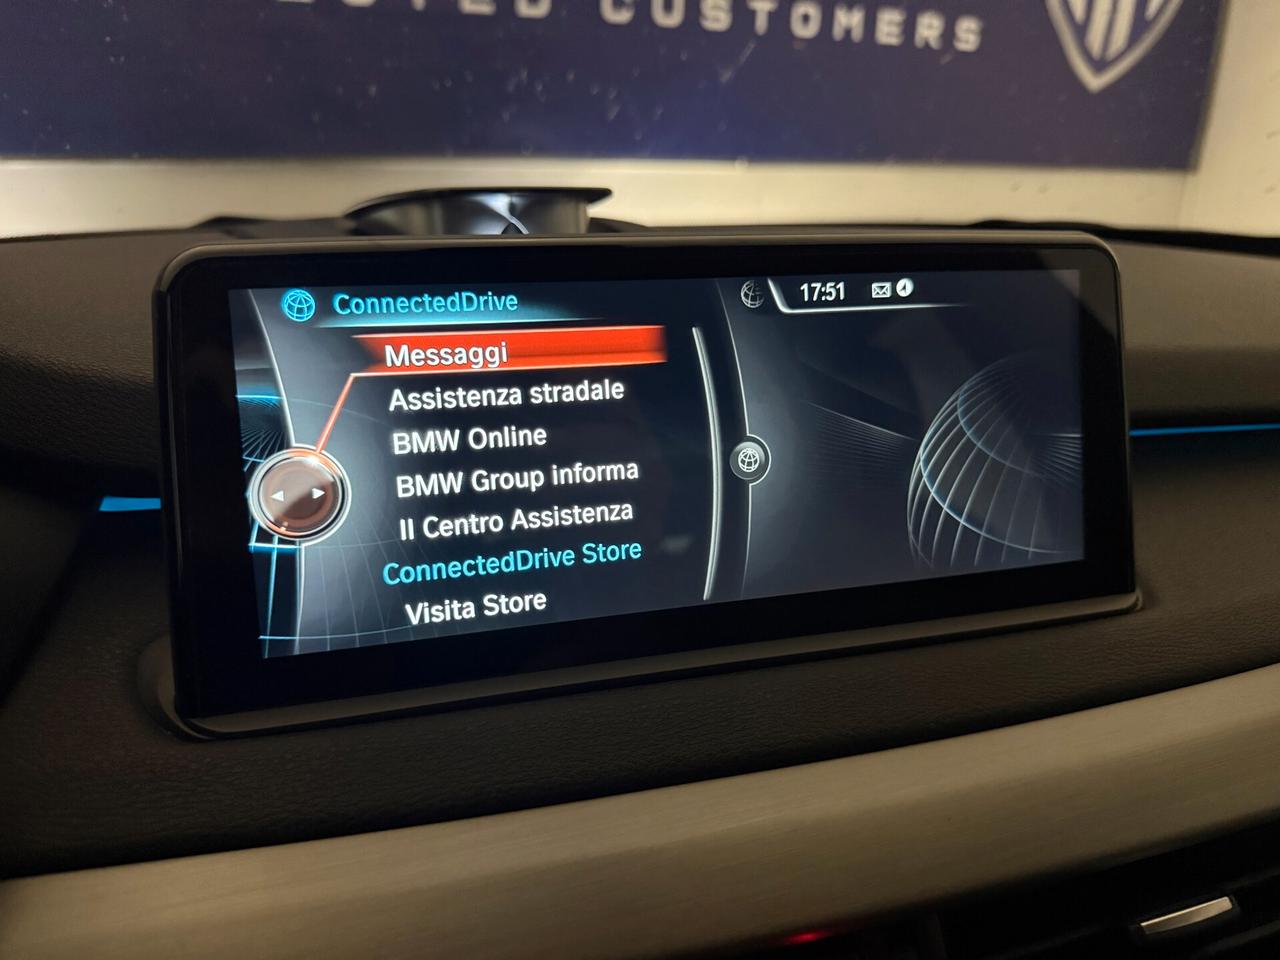 CUSTOMERS
ConnectedDrive
17:51
Messaggi
Assistenza stradale
BMW Online
BMW Group informa
Il Centro Assistenza
ConnectedDrive Store
Visita Store